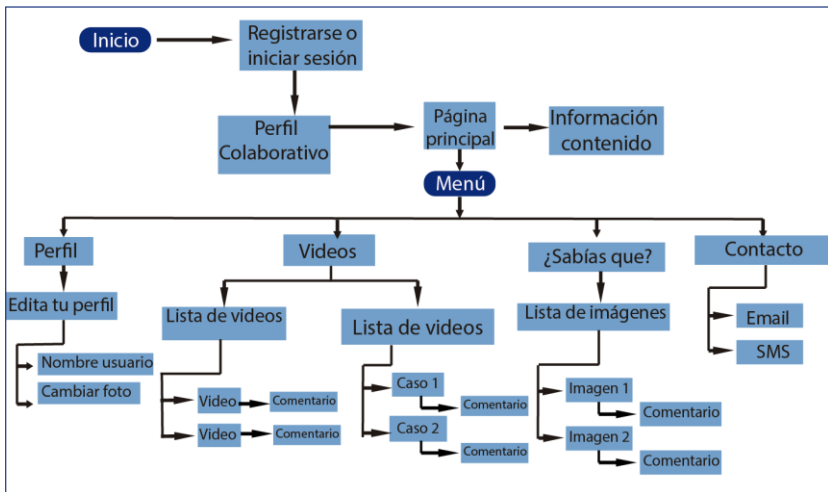 Inicio
Registrarse o
iniciar sesión
Perfil
Colaborativo
Página
principal
Información
contenido
Menú
Perfil
Videos
¿Sabías que?
Contacto
Edita tu perfil
Nombre usuario
Cambiar foto
Lista de videos
Video
Comentario
Video
Comentario
Lista de videos
Caso 1
Comentario
Caso 2
Comentario
Lista de imágenes
Imagen 1
Comentario
Imagen 2
Comentario
Email
SMS